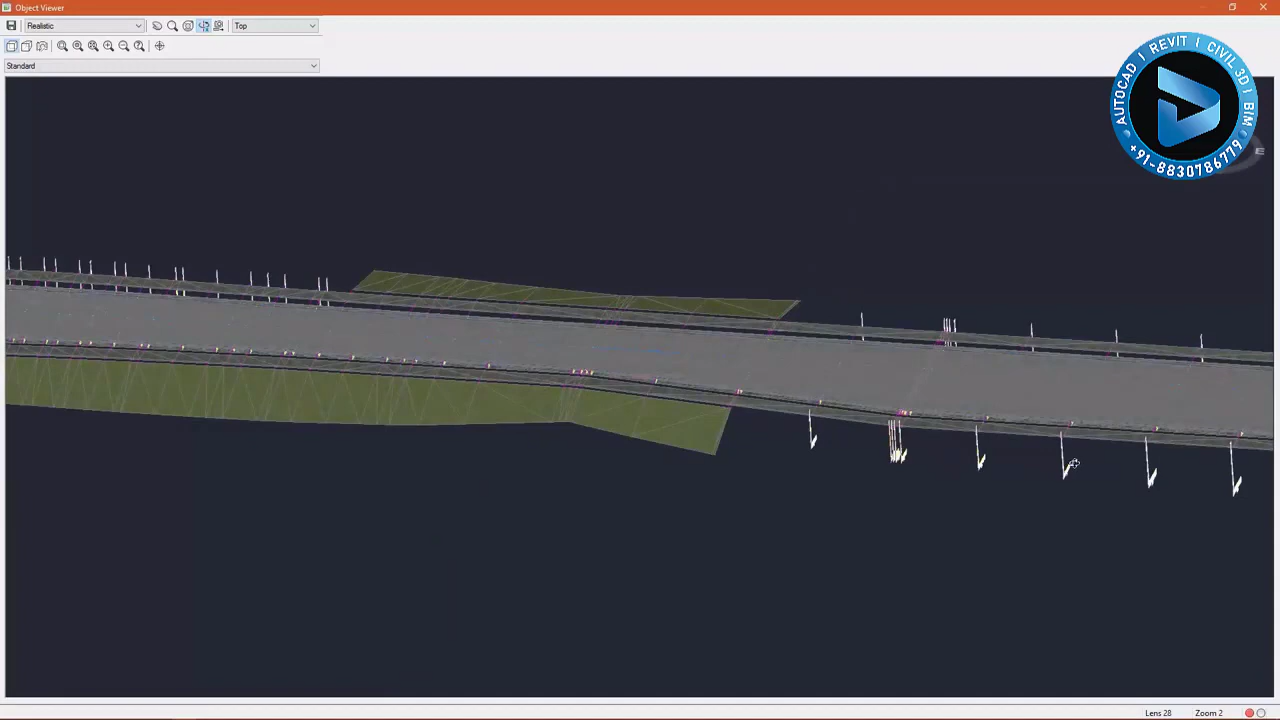 Object Viewer
Realistic
Top
Standard
AUTOCAD I REVIT I CIVIL 3D I BIM
+91-8830786779
E
Lens 28
Zoom 2